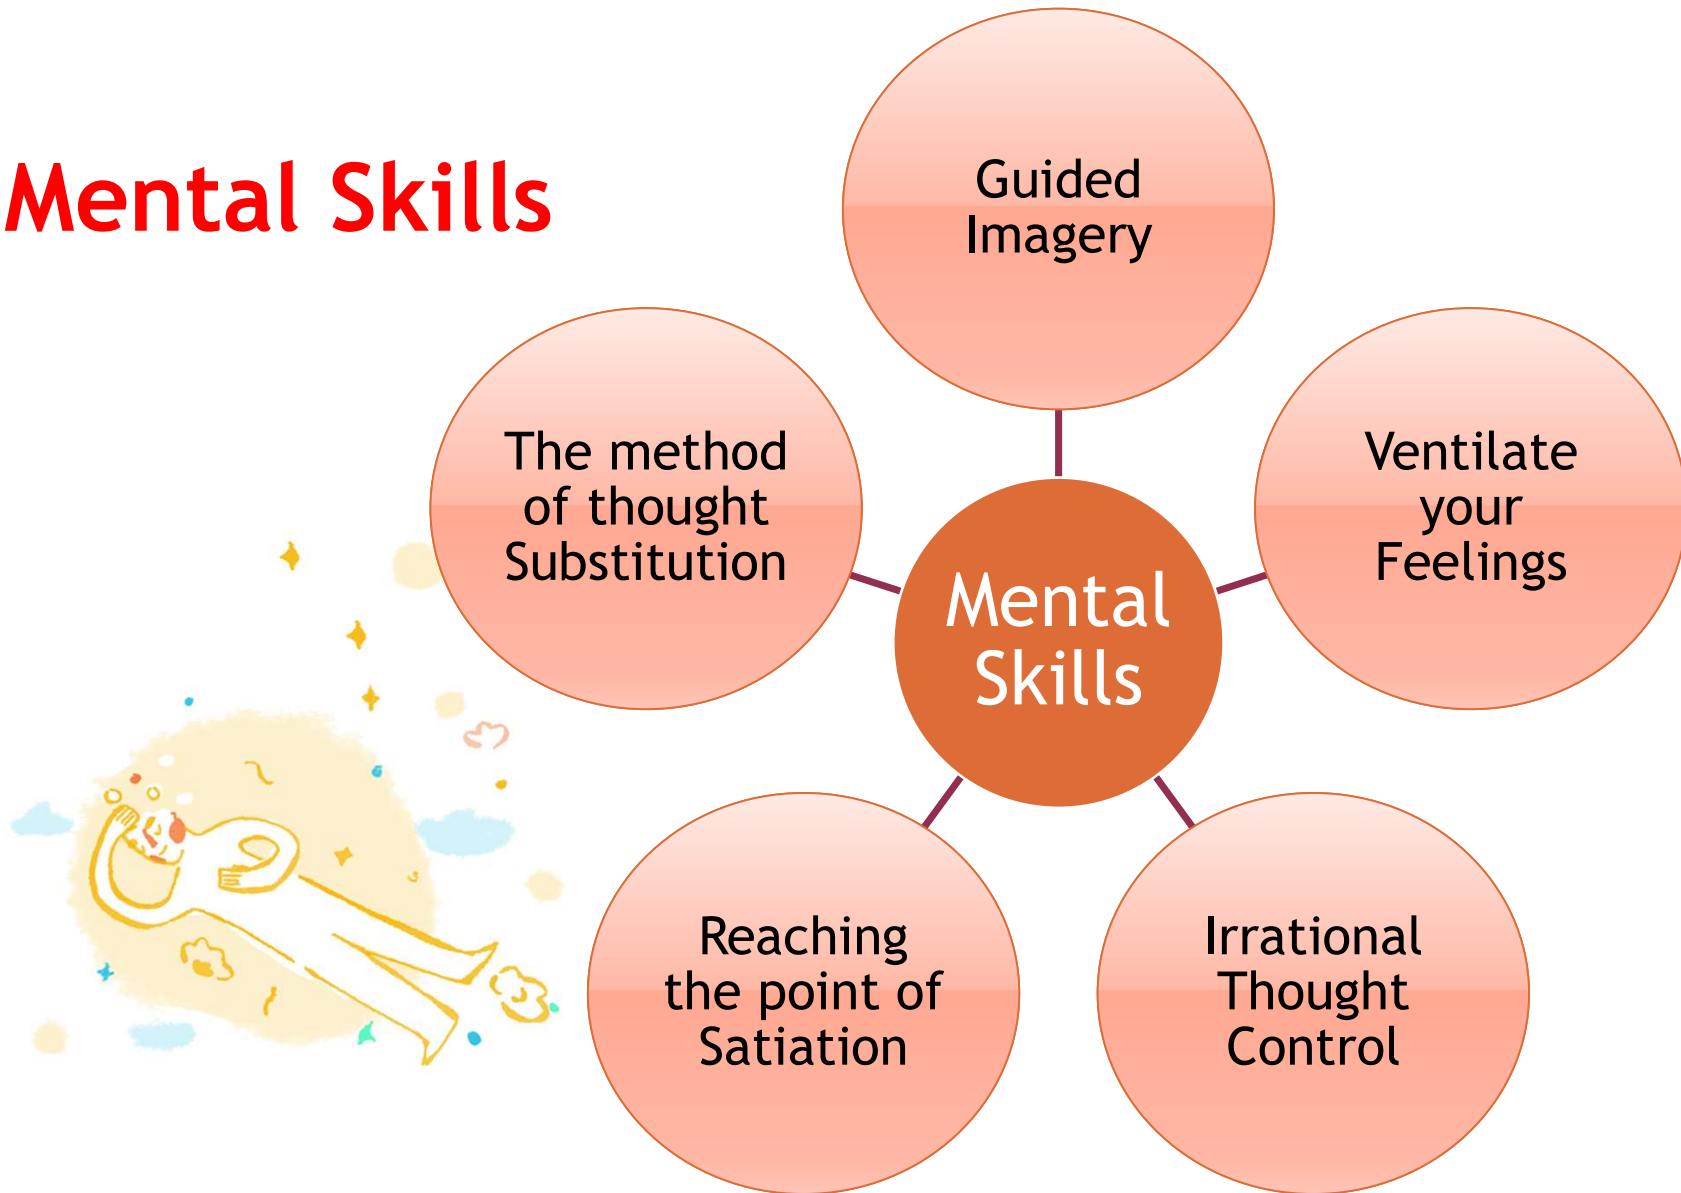 Mental Skills
Guided
Imagery
Ventilate
your
Feelings
Irrational
Thought
Control
Reaching
the point of
Satiation
The method
of thought
Substitution
Mental
Skills